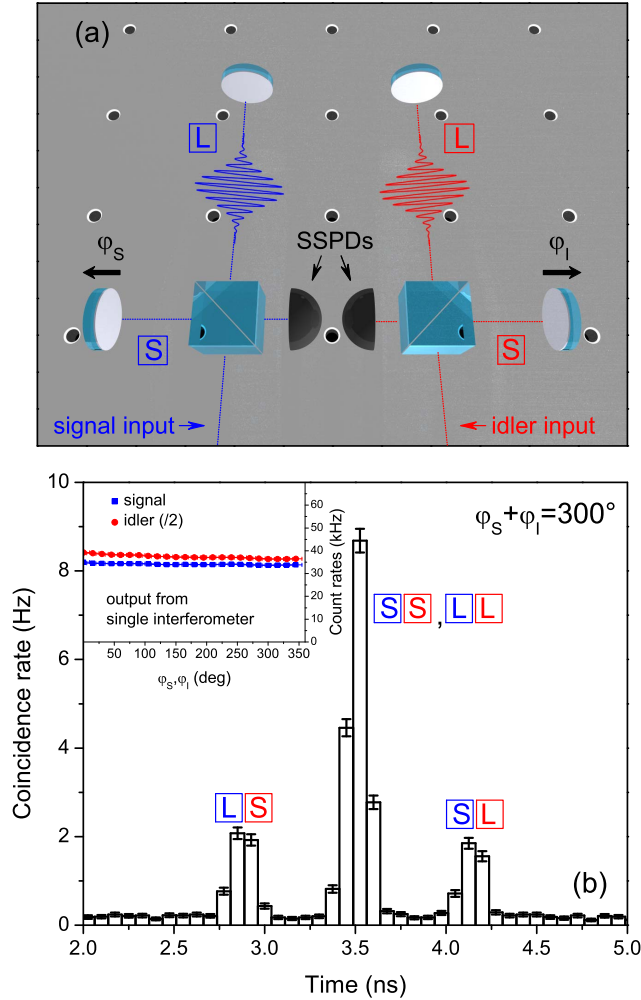 (a)
L L
SSPDs
φS φI
S S
signal input idler input
10
8
6
4
2
0
Coincidence rate (Hz)
signal
idler (/2)
output from
single interferometer
60
50
40
30
20
10
0
Count rates (kHz)
50 100 150 200 250 300 350
φS,φI (deg)
φS+φI=300°
S S , L L
L S
S L
(b)
2.0 2.5 3.0 3.5 4.0 4.5 5.0
Time (ns)